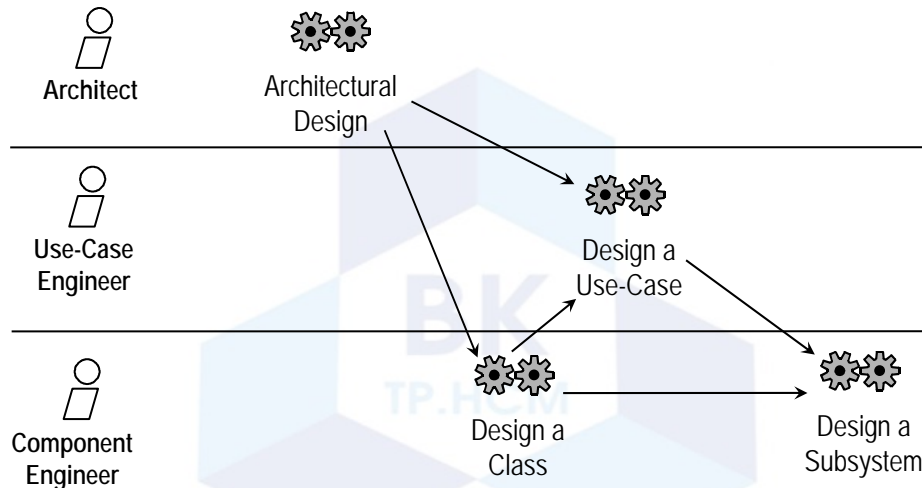 Architect
Architectural
Design
Use-Case
Engineer
Design a
Use-Case
BK
TP.HCM
Component
Engineer
Design a
Class
Design a
Subsystem